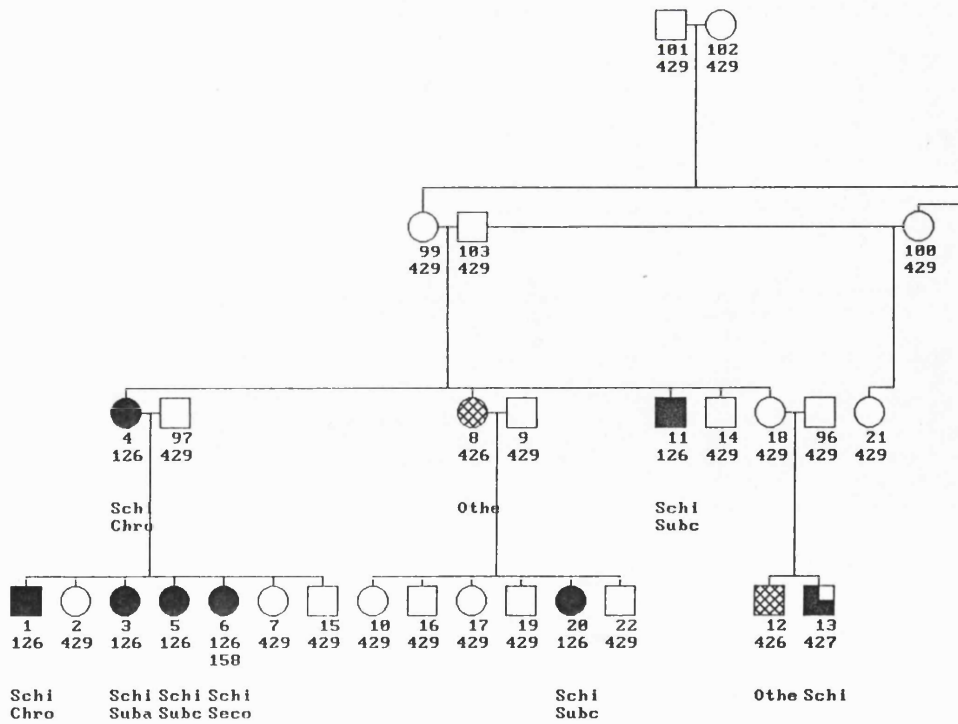 101 102
429 429
99 103 100
429 429 429
4 97 8 9 11 14 18 96 21
126 429 426 429 126 429 429 429 429
Schi Othe Schi
Chro Subc
1 2 3 5 6 7 15 10 16 17 19 20 22 12 13
126 429 126 126 126 429 429 429 429 429 429 126 429 426 427
158
Schi Schi Schi Schi Schi Othe Schi
Chro Suba Subc Seco Subc